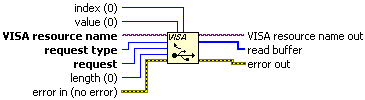 index (0)
value (0)
VISA resource name
request type
request
length (0)
error in (no error)
VISA
VISA resource name out
read buffer
error out